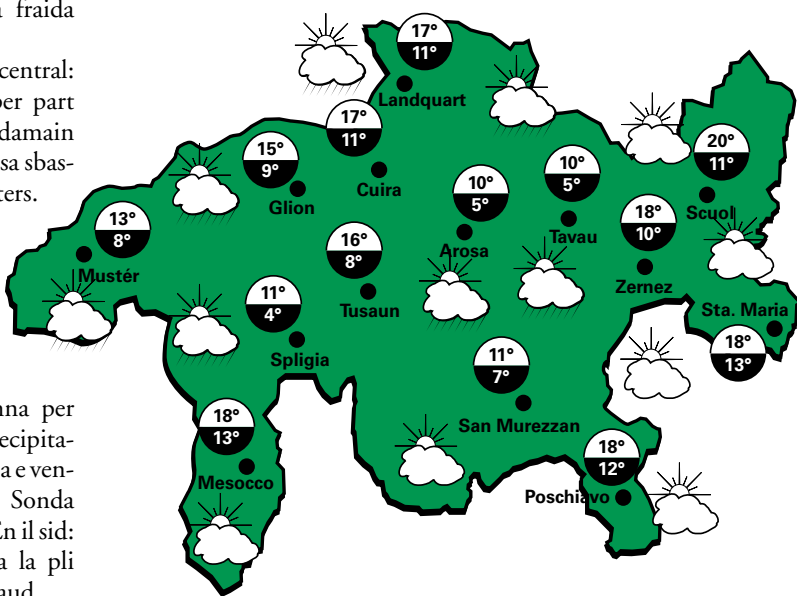 fraida
central:
per part
damain
sa sbas-
ters.
nna per
ecipita-
a e ven-
Sonda
En il sid:
a la pli
aud
17°
11°
Landquart
17°
11°
Cuira
15°
9°
Glion
13°
8°
Mustér
10°
5°
Arosa
10°
5°
Tavau
20°
11°
Scuol
18°
10°
Zernez
16°
8°
Tusaun
11°
4°
Spligia
Sta. Maria
18°
13°
11°
7°
San Murezzan
18°
13°
Mesocco
18°
12°
Poschiavo